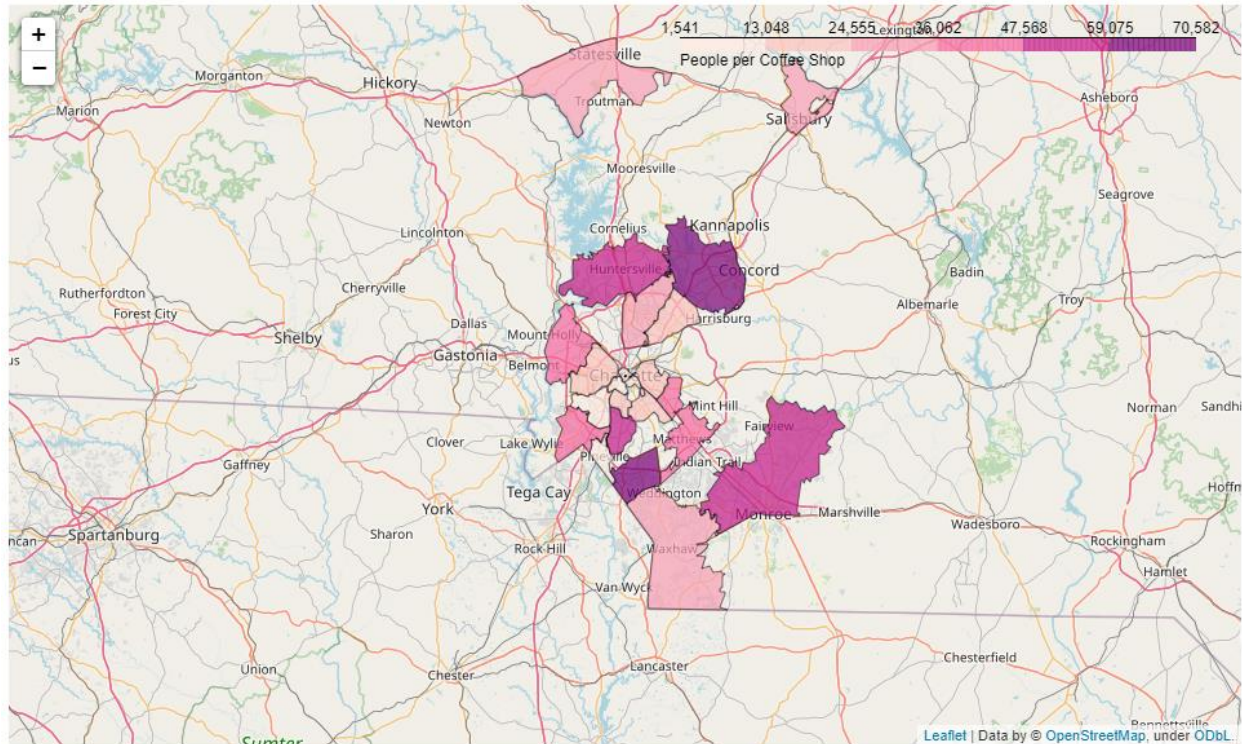 +
−
1,541 13,048 24,555 36,062 47,568 59,075 70,582
People per Coffee Shop
Lexington
Statesville
Morganton
Hickory
Troutman
Marion
Newton
Salisbury
Asheboro
Mooresville
Seagrove
Cornelius
Kannapolis
Lincolnton
Huntersville
Concord
Badin
Rutherfordton
Cherryville
Albemarle
Troy
Forest City
Harrisburg
Shelby
Dallas
Mount Holly
Gastonia
Belmont
Charlotte
Mint Hill
Norman
Fairview
Clover
Lake Wylie
Matthews
Pineville
Indian Trail
Gaffney
Tega Cay
Weddington
York
Monroe
Marshville
Wadesboro
Spartanburg
Sharon
Rock Hill
Waxhaw
Rockingham
Hamlet
Van Wyck
Chesterfield
Union
Chester
Lancaster
Bennettsville
Sumter
Leaflet | Data by © OpenStreetMap, under ODbL.